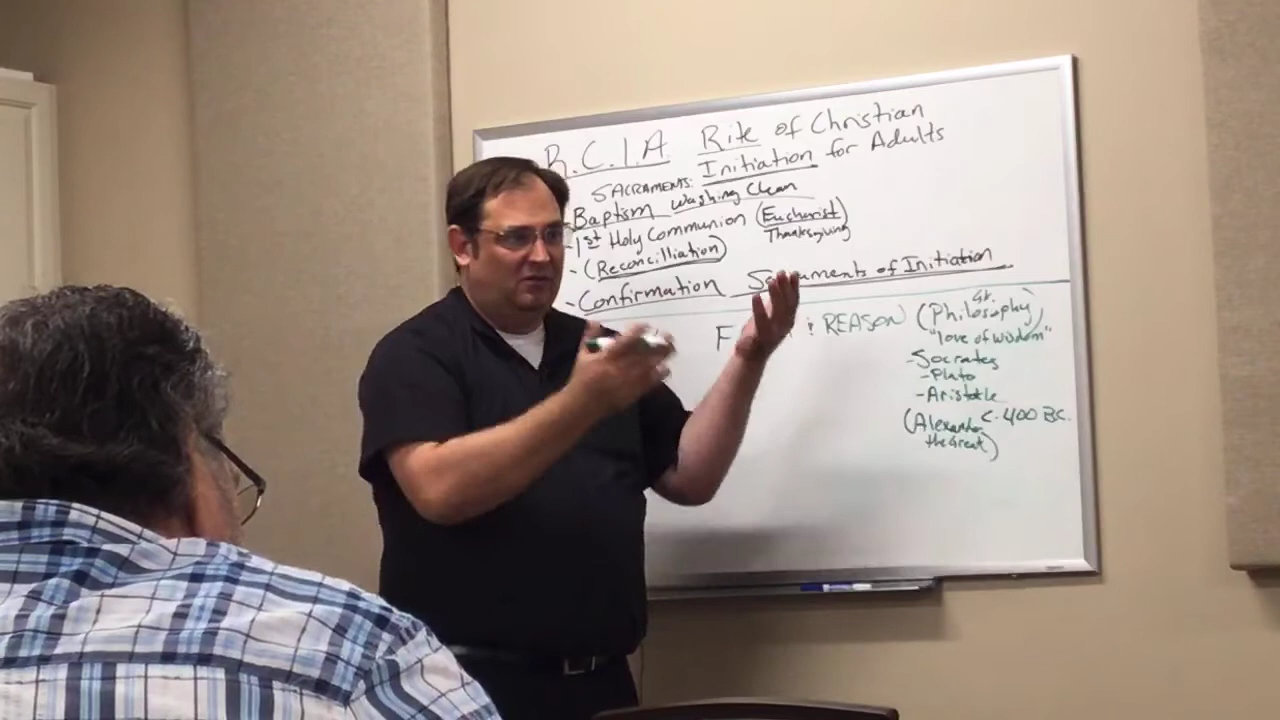 R.C.I.A. Rite of Christian
Initiation for Adults
SACRAMENTS:
-Baptism Washing Clean
-1st Holy Communion (Eucharist)
Thanksgiving
-(Reconcilliation)
-Confirmation Sacraments of Initiation
F REASON (Philosophy)
Gk.
"love of wisdom"
-Socrates
-Plato
-Aristotle
C. 400 BC.
(Alexander
the Great)